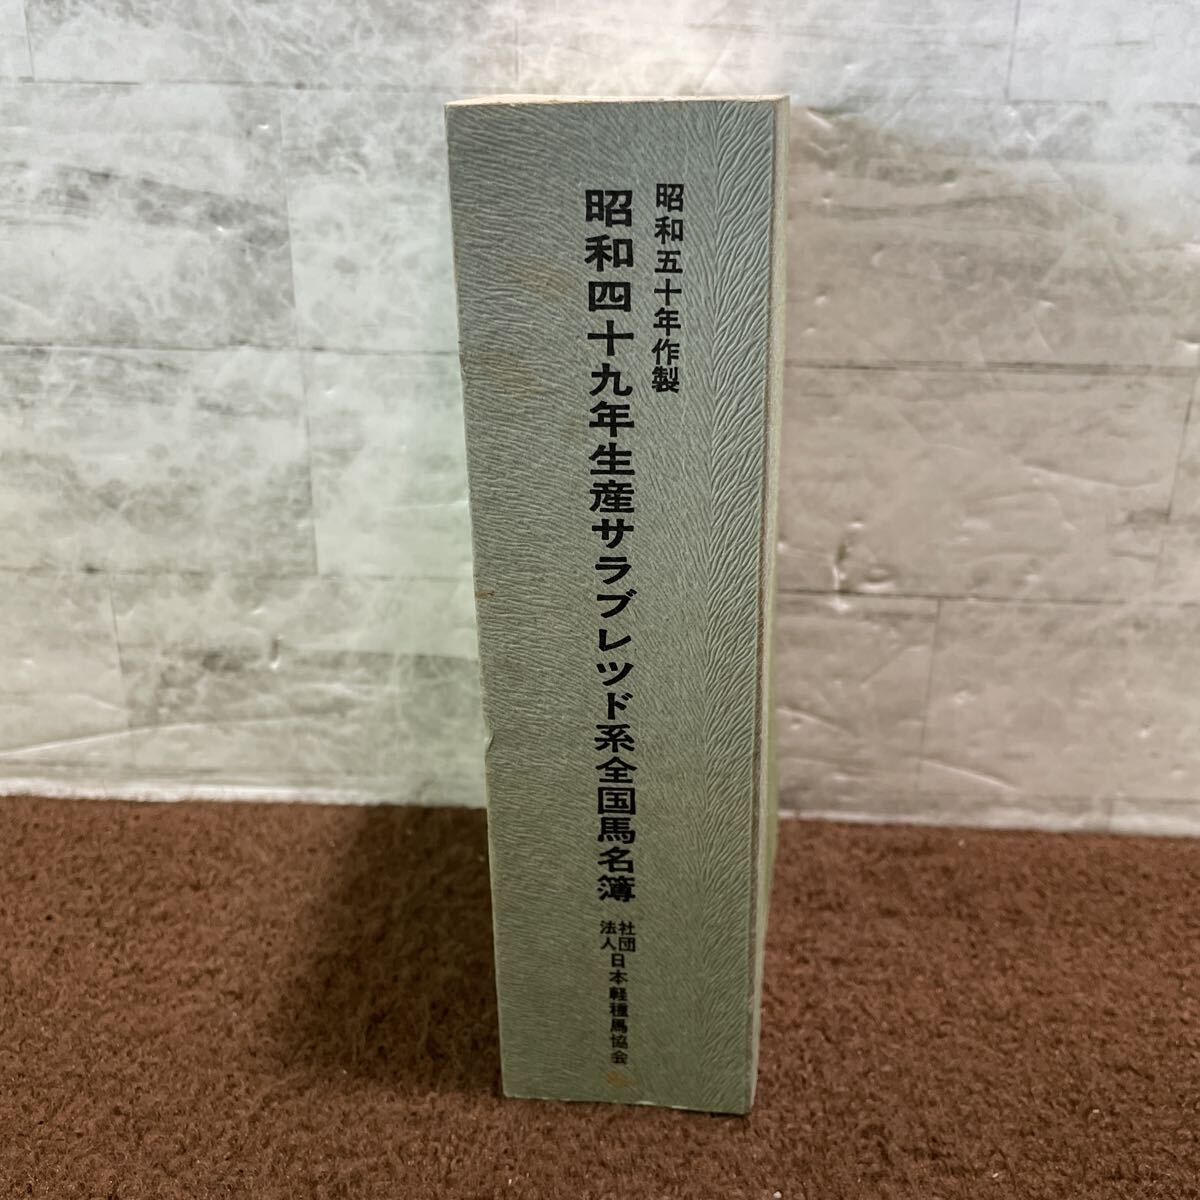 昭和五十年作製
昭和四十九年生産サラブレツド系全国馬名簿
社団法人日本軽種馬協会